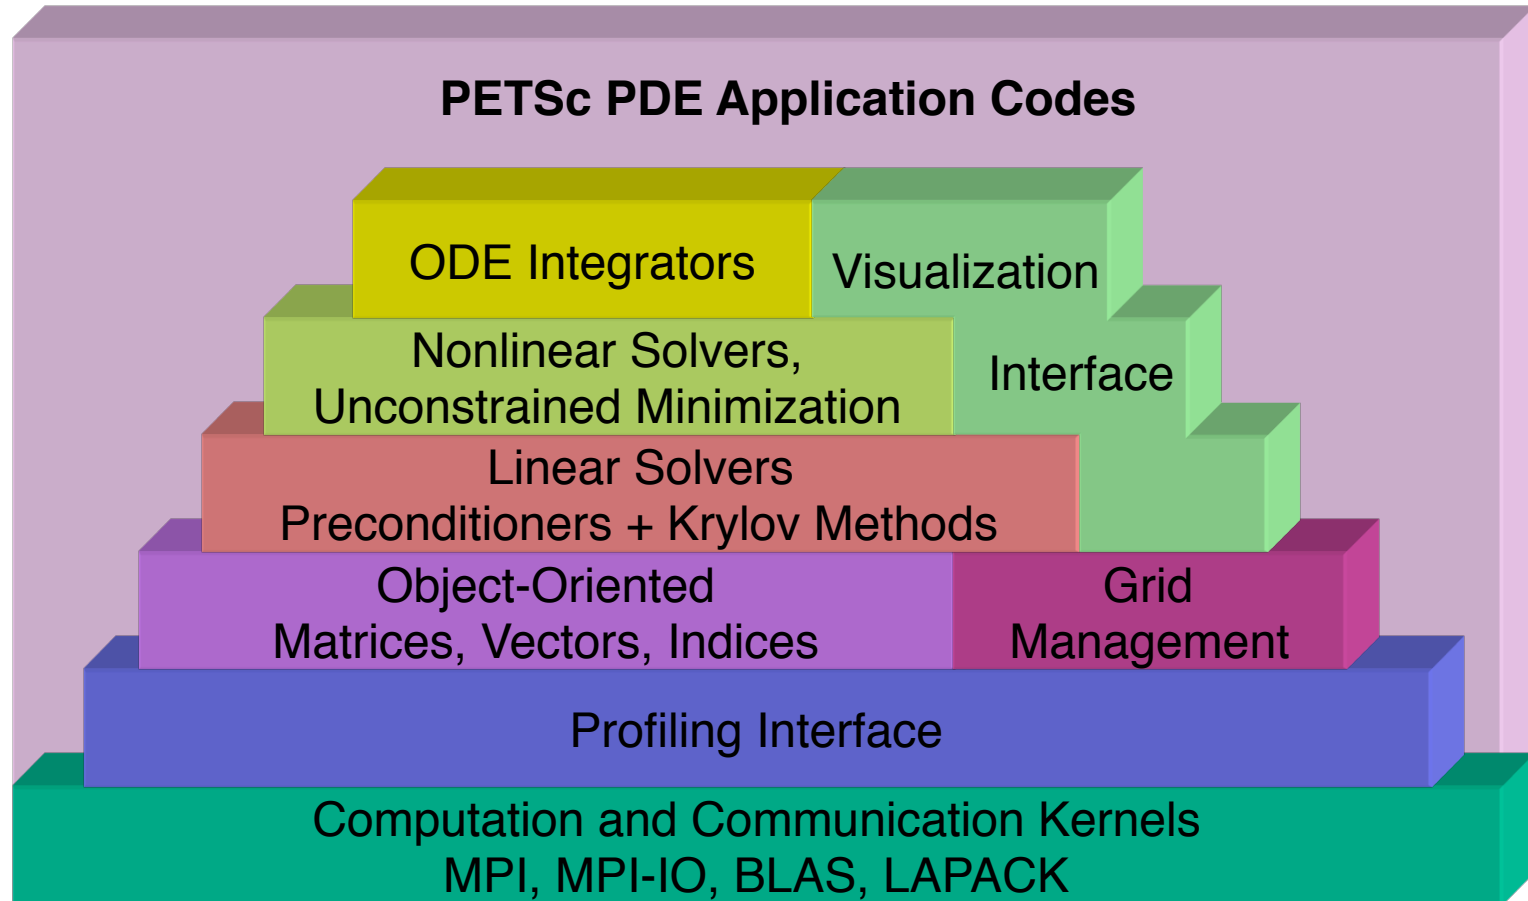 PETSc PDE Application Codes
ODE Integrators
Visualization
Nonlinear Solvers,
Unconstrained Minimization
Interface
Linear Solvers
Preconditioners + Krylov Methods
Object-Oriented
Matrices, Vectors, Indices
Grid
Management
Profiling Interface
Computation and Communication Kernels
MPI, MPI-IO, BLAS, LAPACK